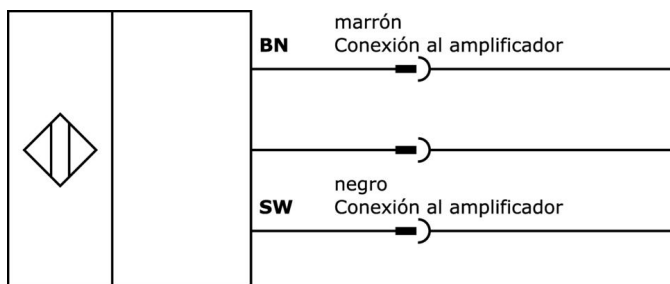 marrón
BN Conexión al amplificador
negro
SW Conexión al amplificador